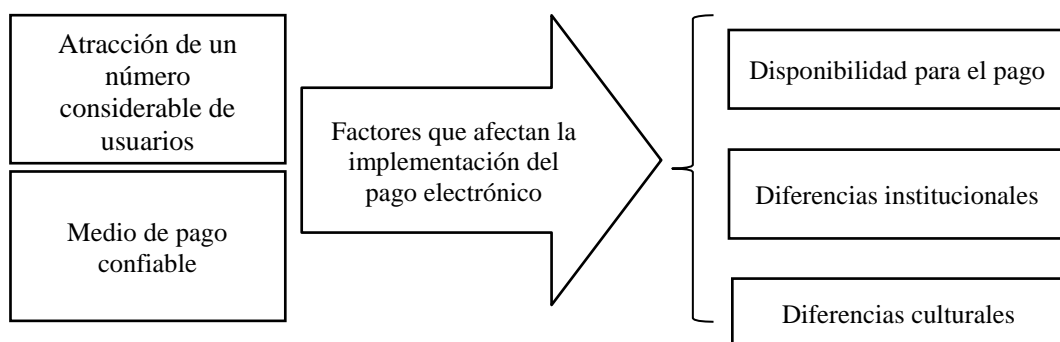 Atracción de un
número
considerable de
usuarios
Medio de pago
confiable
Factores que afectan la
implementación del
pago electrónico
Disponibilidad para el pago
Diferencias institucionales
Diferencias culturales